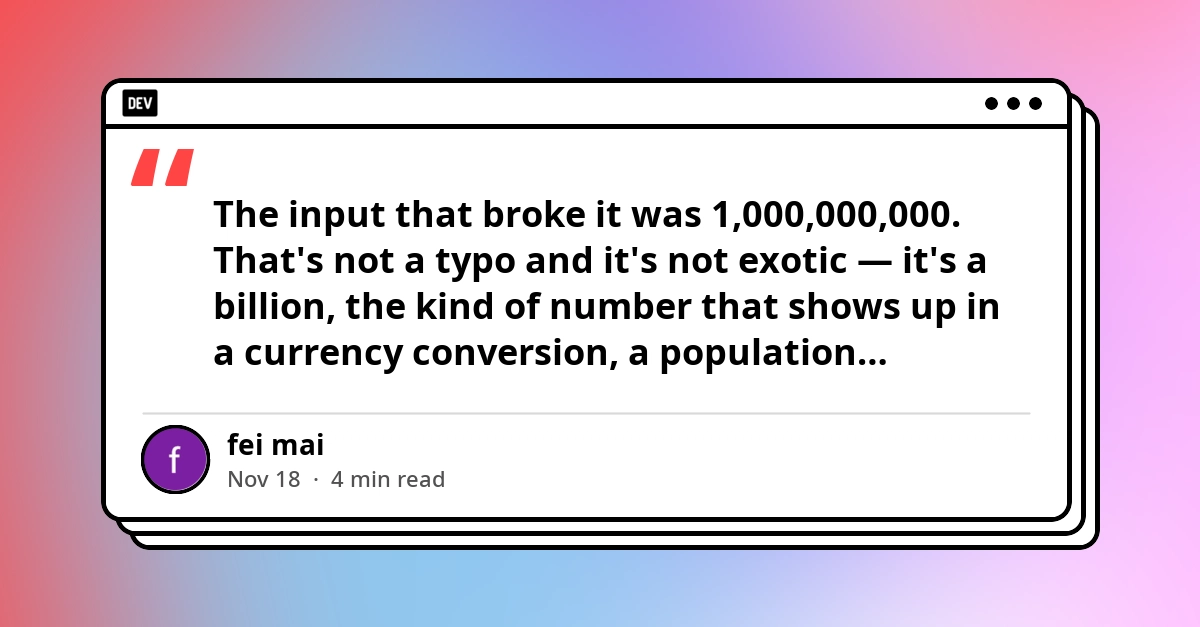 DEV
“
The input that broke it was 1,000,000,000.
That's not a typo and it's not exotic — it's a
billion, the kind of number that shows up in
a currency conversion, a population...
f
fei mai
Nov 18 · 4 min read